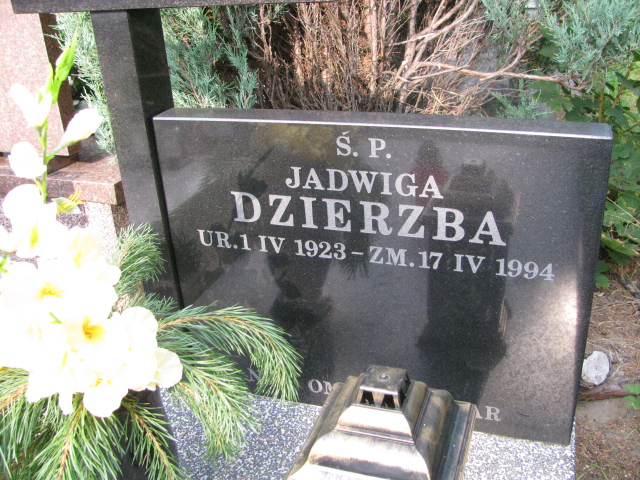 Ś. P.
JADWIGA
DZIERZBA
UR. 1 IV 1923 – ZM. 17 IV 1994